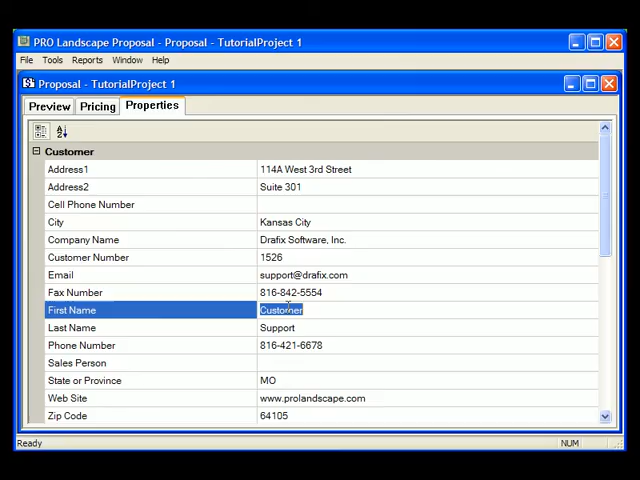 PRO Landscape Proposal - Proposal - TutorialProject 1
File Tools Reports Window Help
Proposal - TutorialProject 1
Preview Pricing Properties
Customer
Address1 114A West 3rd Street
Address2 Suite 301
Cell Phone Number
City Kansas City
Company Name Drafix Software, Inc.
Customer Number 1526
Email support@drafix.com
Fax Number 816-842-5554
First Name Customer
Last Name Support
Phone Number 816-421-6678
Sales Person
State or Province MO
Web Site www.prolandscape.com
Zip Code 64105
Ready NUM